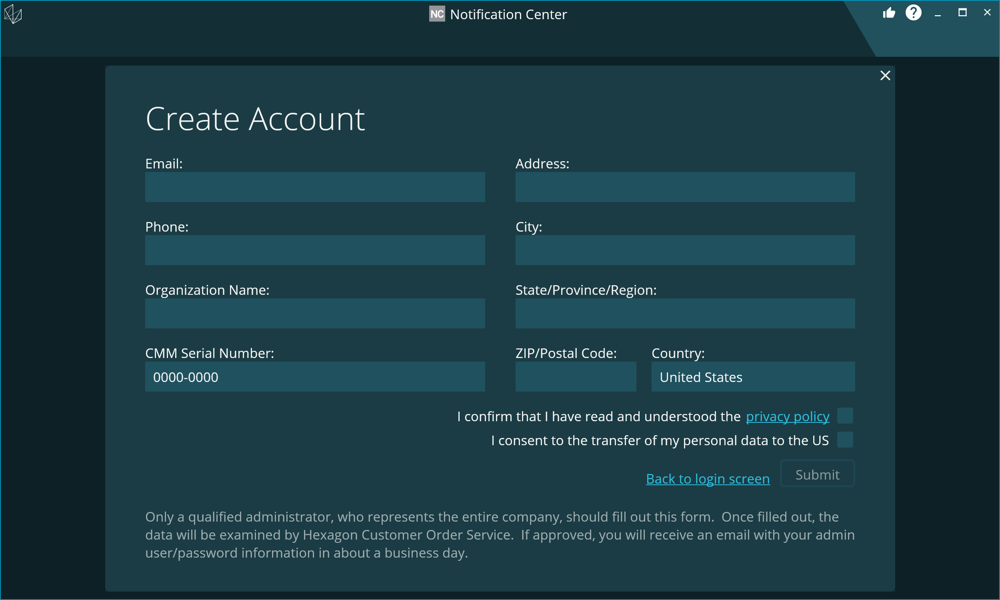 NC Notification Center
Create Account
Email:
Address:
Phone:
City:
Organization Name:
State/Province/Region:
CMM Serial Number:
0000-0000
ZIP/Postal Code:
Country:
United States
I confirm that I have read and understood the privacy policy
I consent to the transfer of my personal data to the US
Back to login screen
Submit
Only a qualified administrator, who represents the entire company, should fill out this form.  Once filled out, the
data will be examined by Hexagon Customer Order Service.  If approved, you will receive an email with your admin
user/password information in about a business day.